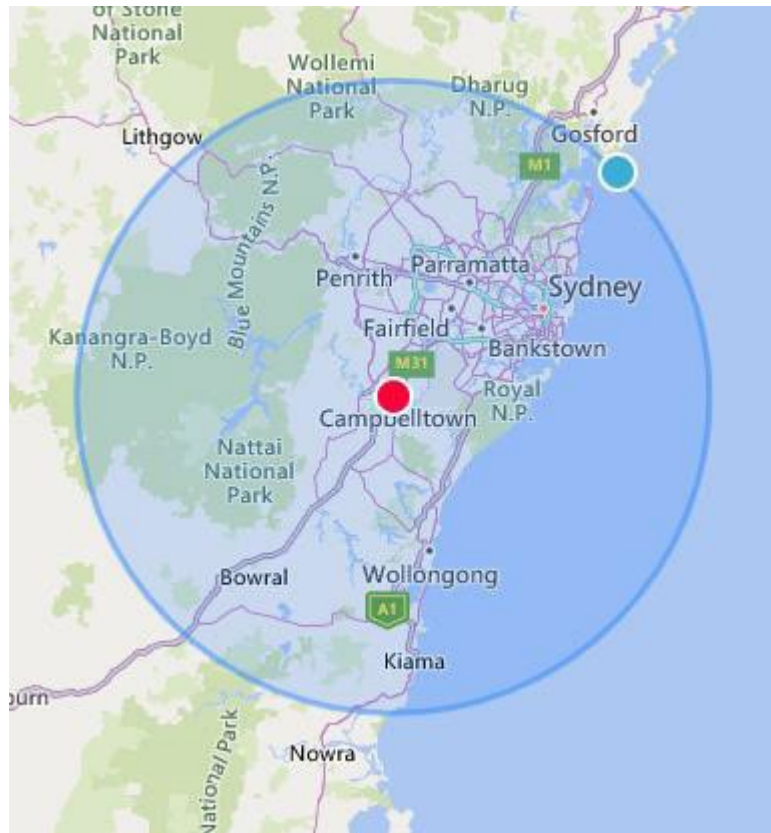 of Stone
National
Park
Wollemi
National
Park
Dharug
N.P.
Lithgow
Gosford
M1
Blue Mountains N.P.
Penrith
Parramatta
Sydney
Kanangra-Boyd
N.P.
Fairfield
Bankstown
M31
Royal
N.P.
Campbelltown
Nattai
National
Park
Bowral
Wollongong
A1
Kiama
burn
Nowra
National Park